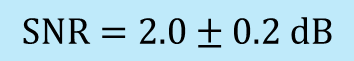 SNR = 2.0 ± 0.2 dB